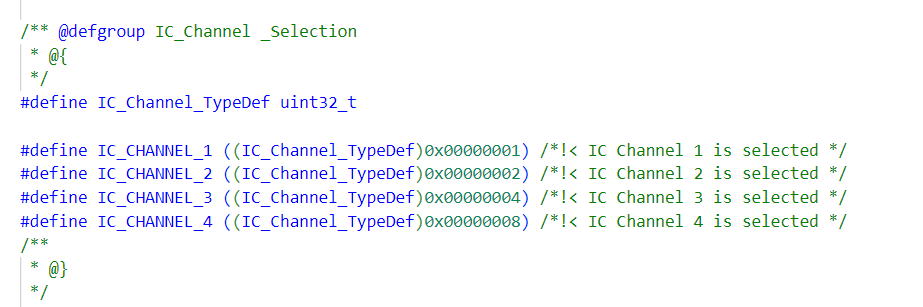 /** @defgroup IC_Channel _Selection
* @{
*/
#define IC_Channel_TypeDef uint32_t
#define IC_CHANNEL_1 ((IC_Channel_TypeDef)0x00000001) /*!< IC Channel 1 is selected */
#define IC_CHANNEL_2 ((IC_Channel_TypeDef)0x00000002) /*!< IC Channel 2 is selected */
#define IC_CHANNEL_3 ((IC_Channel_TypeDef)0x00000004) /*!< IC Channel 3 is selected */
#define IC_CHANNEL_4 ((IC_Channel_TypeDef)0x00000008) /*!< IC Channel 4 is selected */
/**
* @}
*/